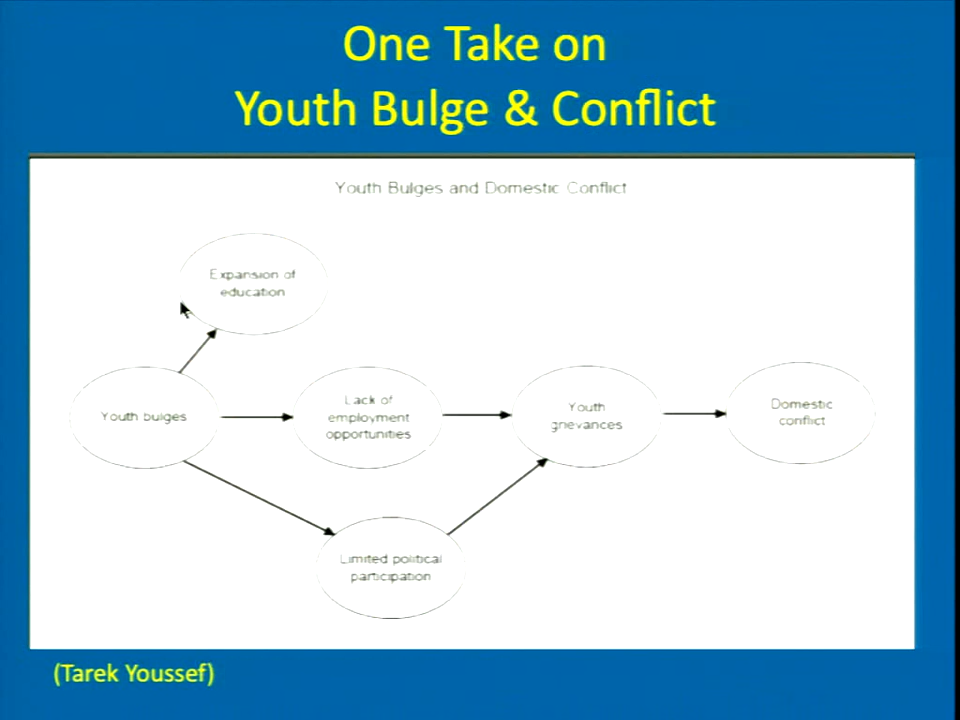 One Take on
Youth Bulge & Conflict
Youth Bulges and Domestic Conflict
Expansion of
education
Youth bulges
Lack of
employment
opportunities
Youth
grievances
Domestic
conflict
Limited political
participation
(Tarek Youssef)